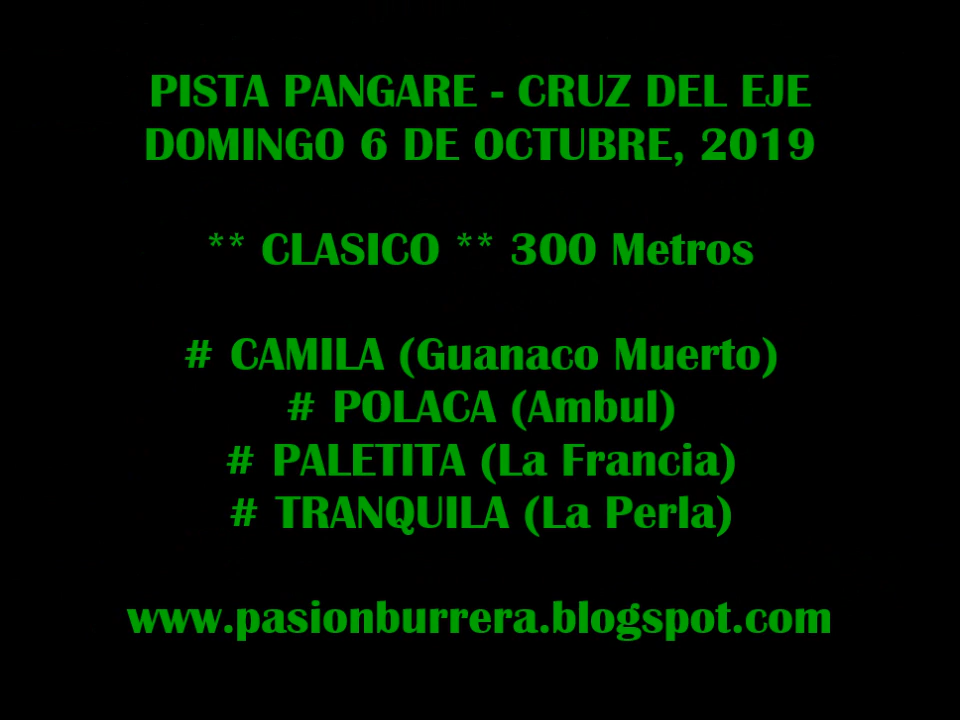 PISTA PANGARE - CRUZ DEL EJE
DOMINGO 6 DE OCTUBRE, 2019
** CLASICO ** 300 Metros
# CAMILA (Guanaco Muerto)
# POLACA (Ambul)
# PALETITA (La Francia)
# TRANQUILA (La Perla)
www.pasionburrera.blogspot.com